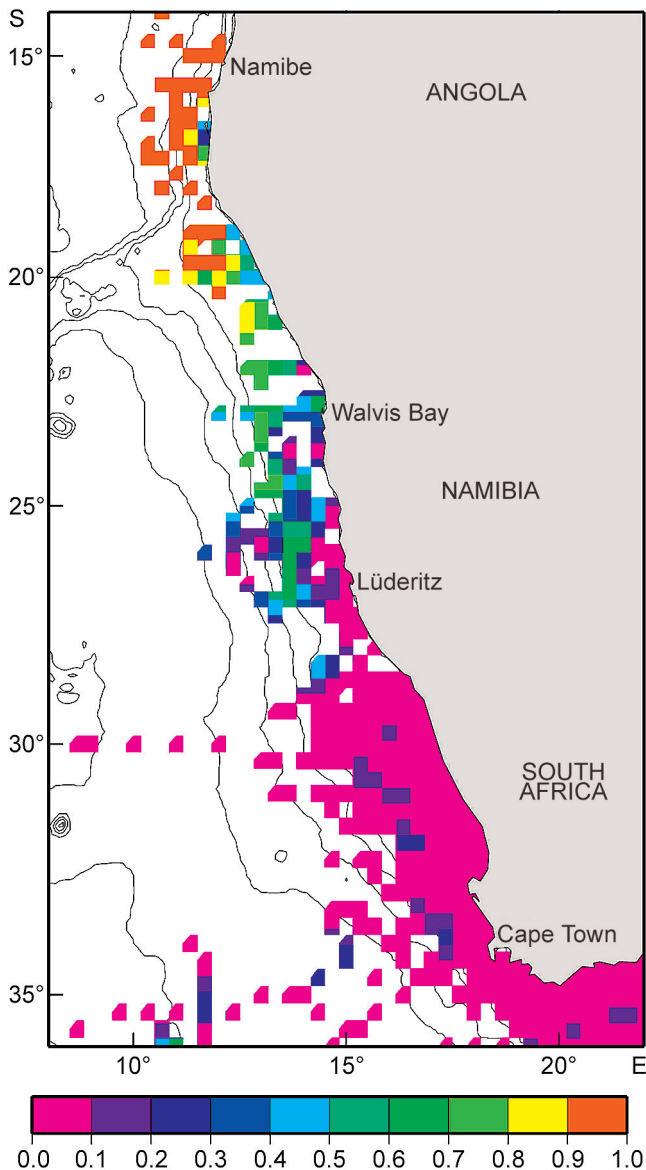 S
15°
Namibe
ANGOLA
20°
Walvis Bay
25°
NAMIBIA
Lüderitz
30°
SOUTH
AFRICA
Cape Town
35°
10°
15°
20°
E
0.0 0.1 0.2 0.3 0.4 0.5 0.6 0.7 0.8 0.9 1.0